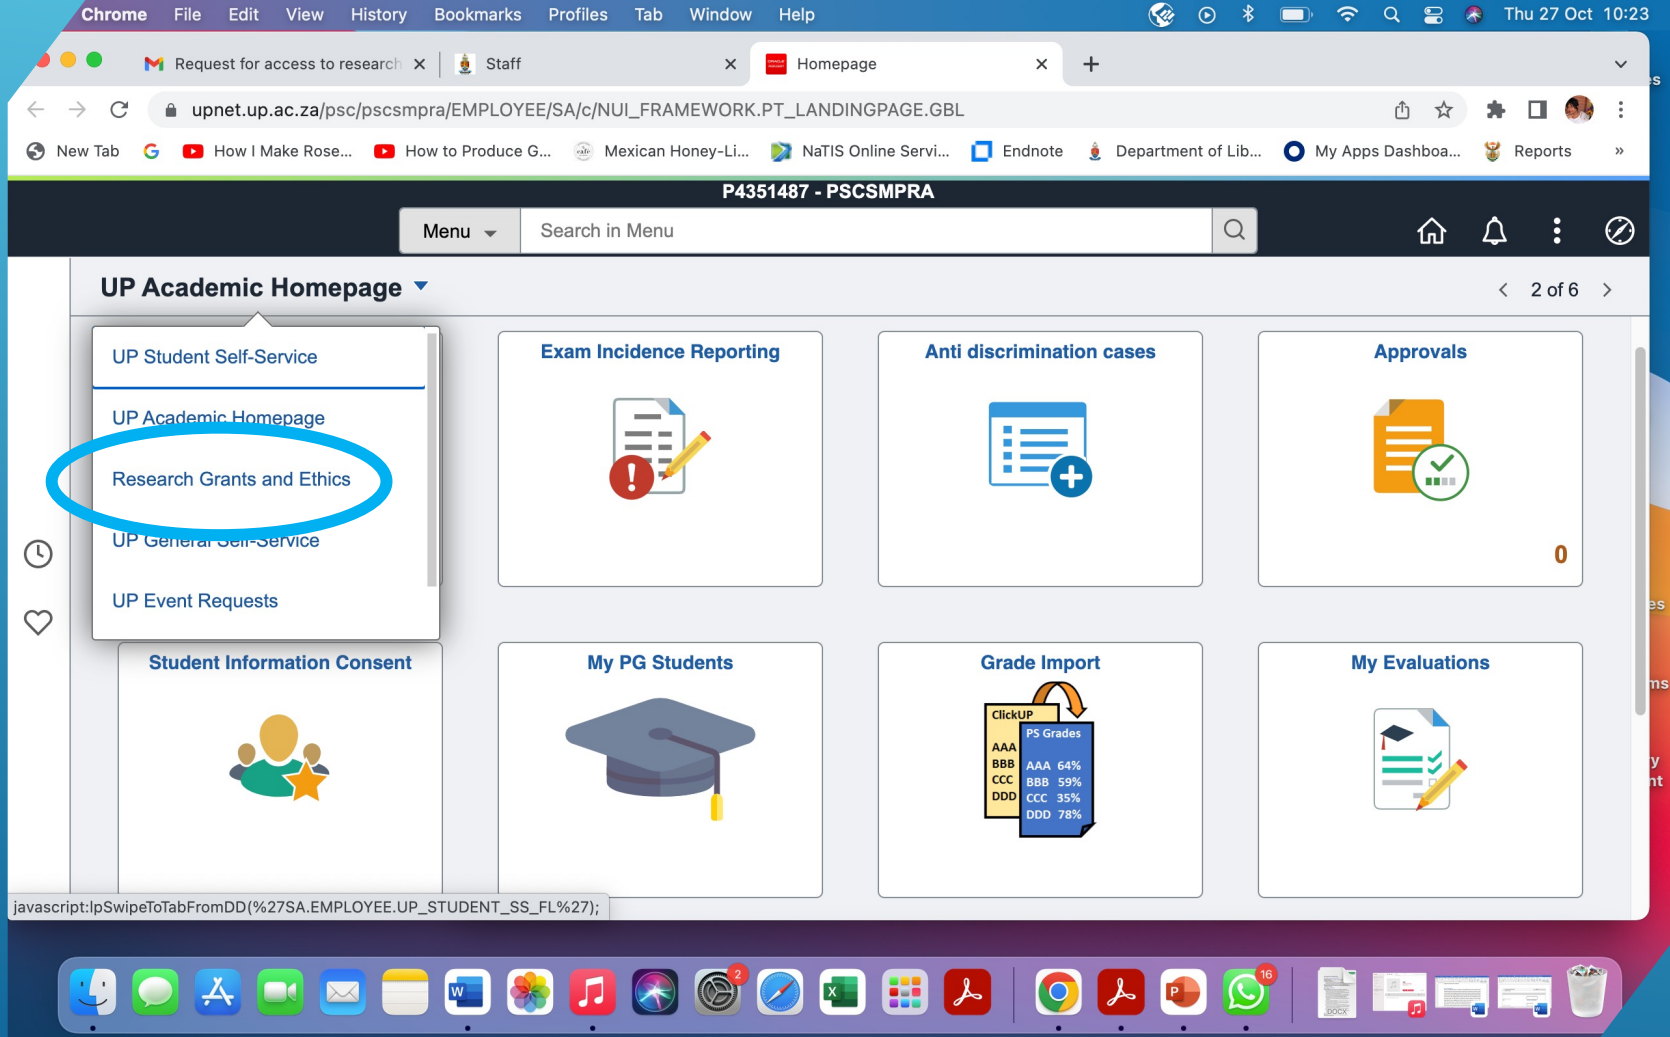 Chrome File Edit View History Bookmarks Profiles Tab Window Help Thu 27 Oct 10:23
Request for access to research Staff Homepage
upnet.up.ac.za/psc/pscsmpra/EMPLOYEE/SA/c/NUI_FRAMEWORK.PT_LANDINGPAGE.GBL
New Tab How I Make Rose... How to Produce G... Mexican Honey-Li... NaTIS Online Servi... Endnote Department of Lib... My Apps Dashboa... Reports »
P4351487 - PSCSMPRA
Menu Search in Menu
UP Academic Homepage 2 of 6
UP Student Self-Service
UP Academic Homepage
Research Grants and Ethics
UP General Self-Service
UP Event Requests
Exam Incidence Reporting
Anti discrimination cases
Approvals
0
Student Information Consent
My PG Students
Grade Import
ClickUP
AAA
BBB
CCC
DDD
PS Grades
AAA 64%
BBB 59%
CCC 35%
DDD 78%
My Evaluations
javascript:lpSwipeToTabFromDD(%27SA.EMPLOYEE.UP_STUDENT_SS_FL%27);
2
16
W
X
P
DOCX